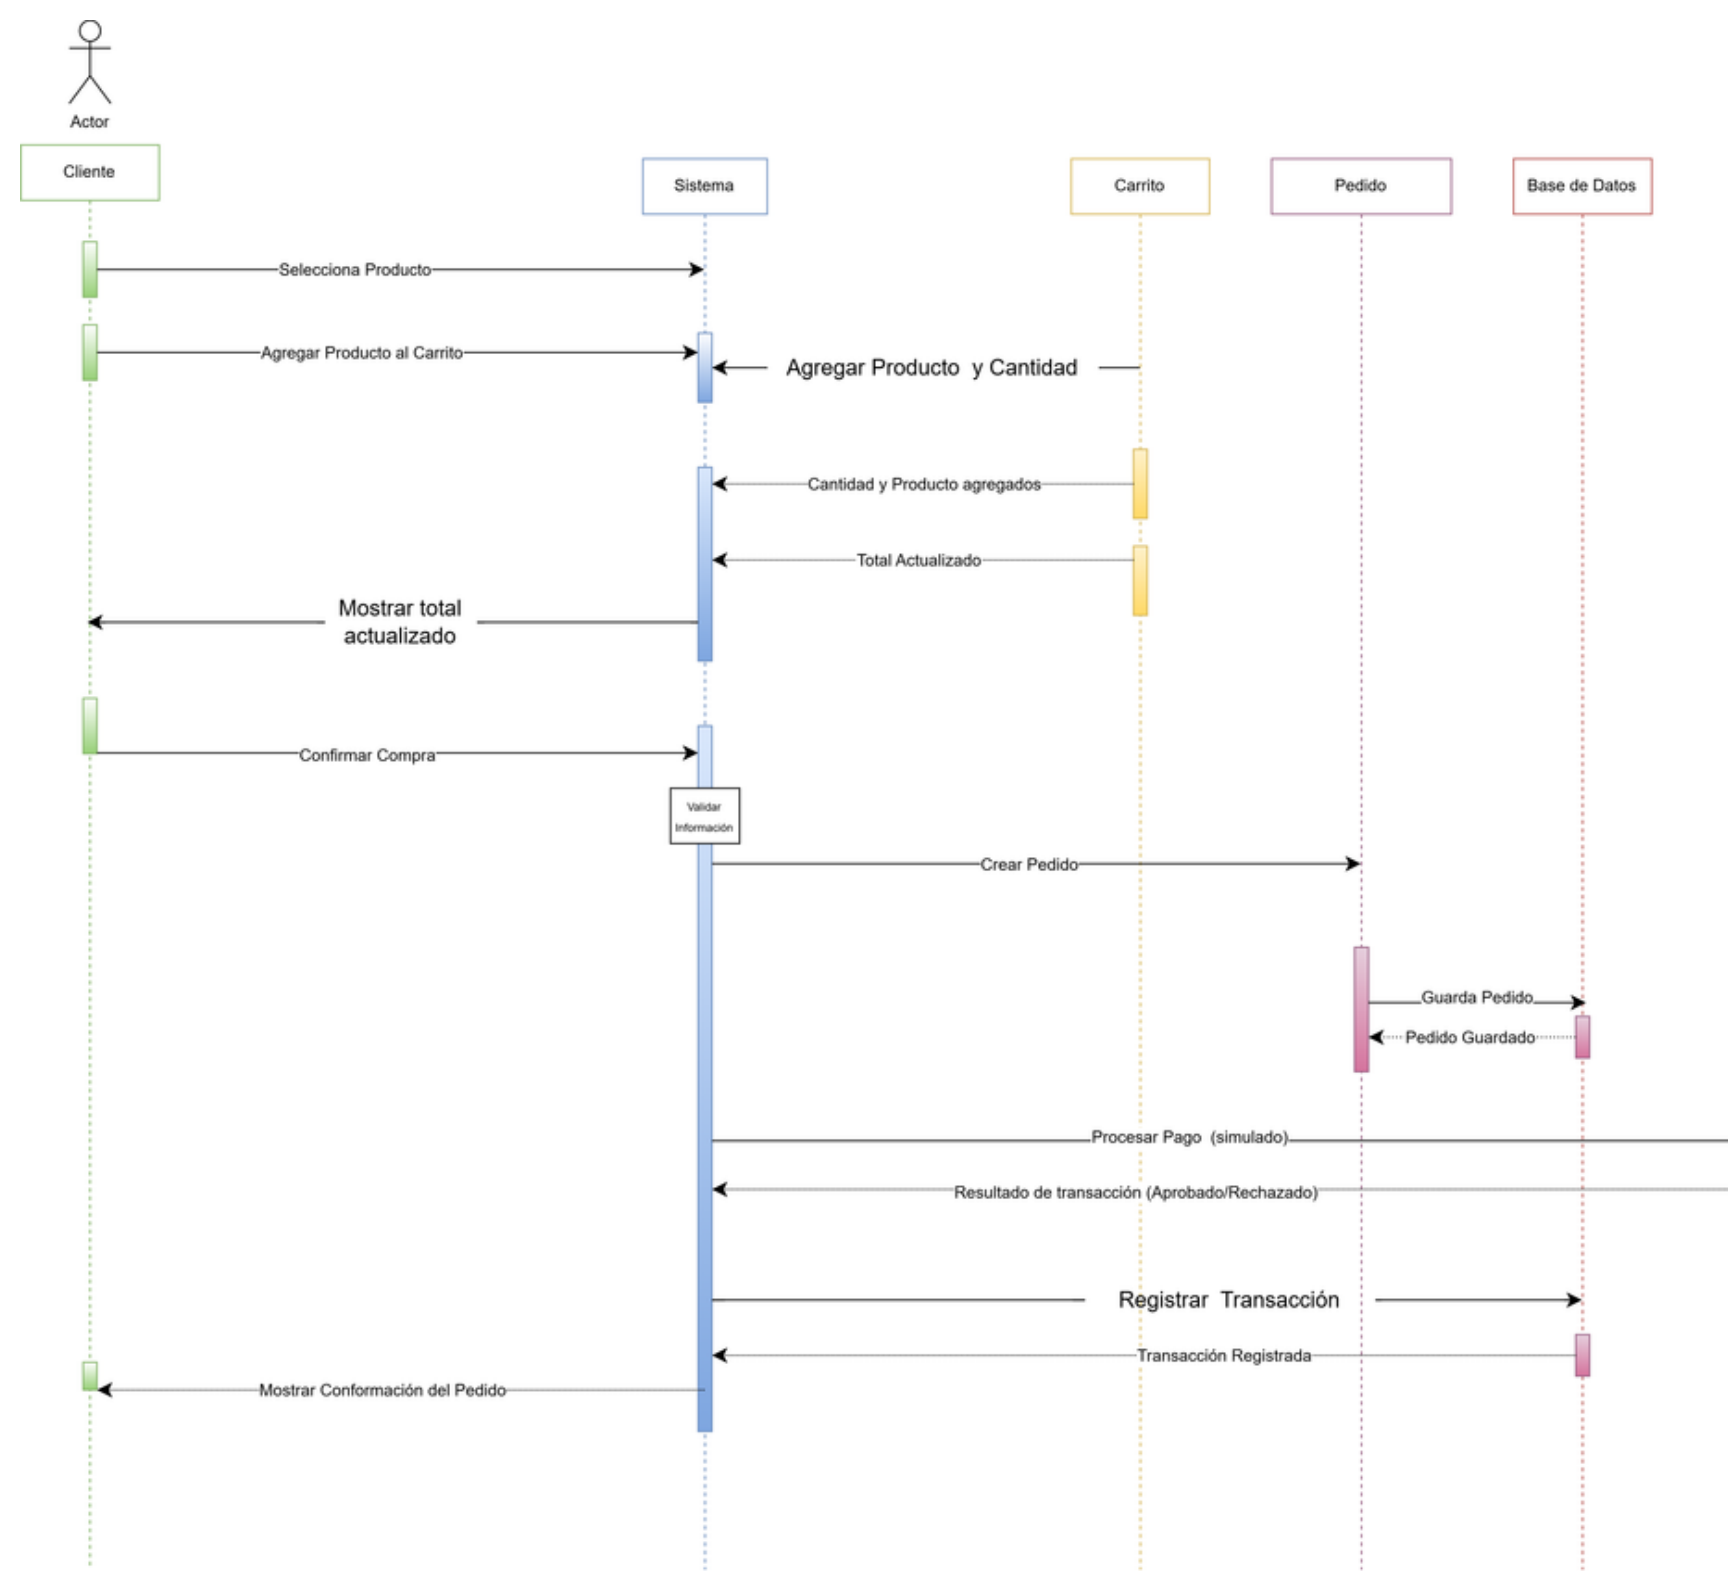 Actor
Cliente
Sistema
Carrito
Pedido
Base de Datos
Selecciona Producto
Agregar Producto al Carrito
Agregar Producto y Cantidad
Cantidad y Producto agregados
Total Actualizado
Mostrar total
actualizado
Confirmar Compra
Validar
Información
Crear Pedido
Guarda Pedido
Pedido Guardado
Procesar Pago (simulado)
Resultado de transacción (Aprobado/Rechazado)
Registrar Transacción
Transacción Registrada
Mostrar Conformación del Pedido